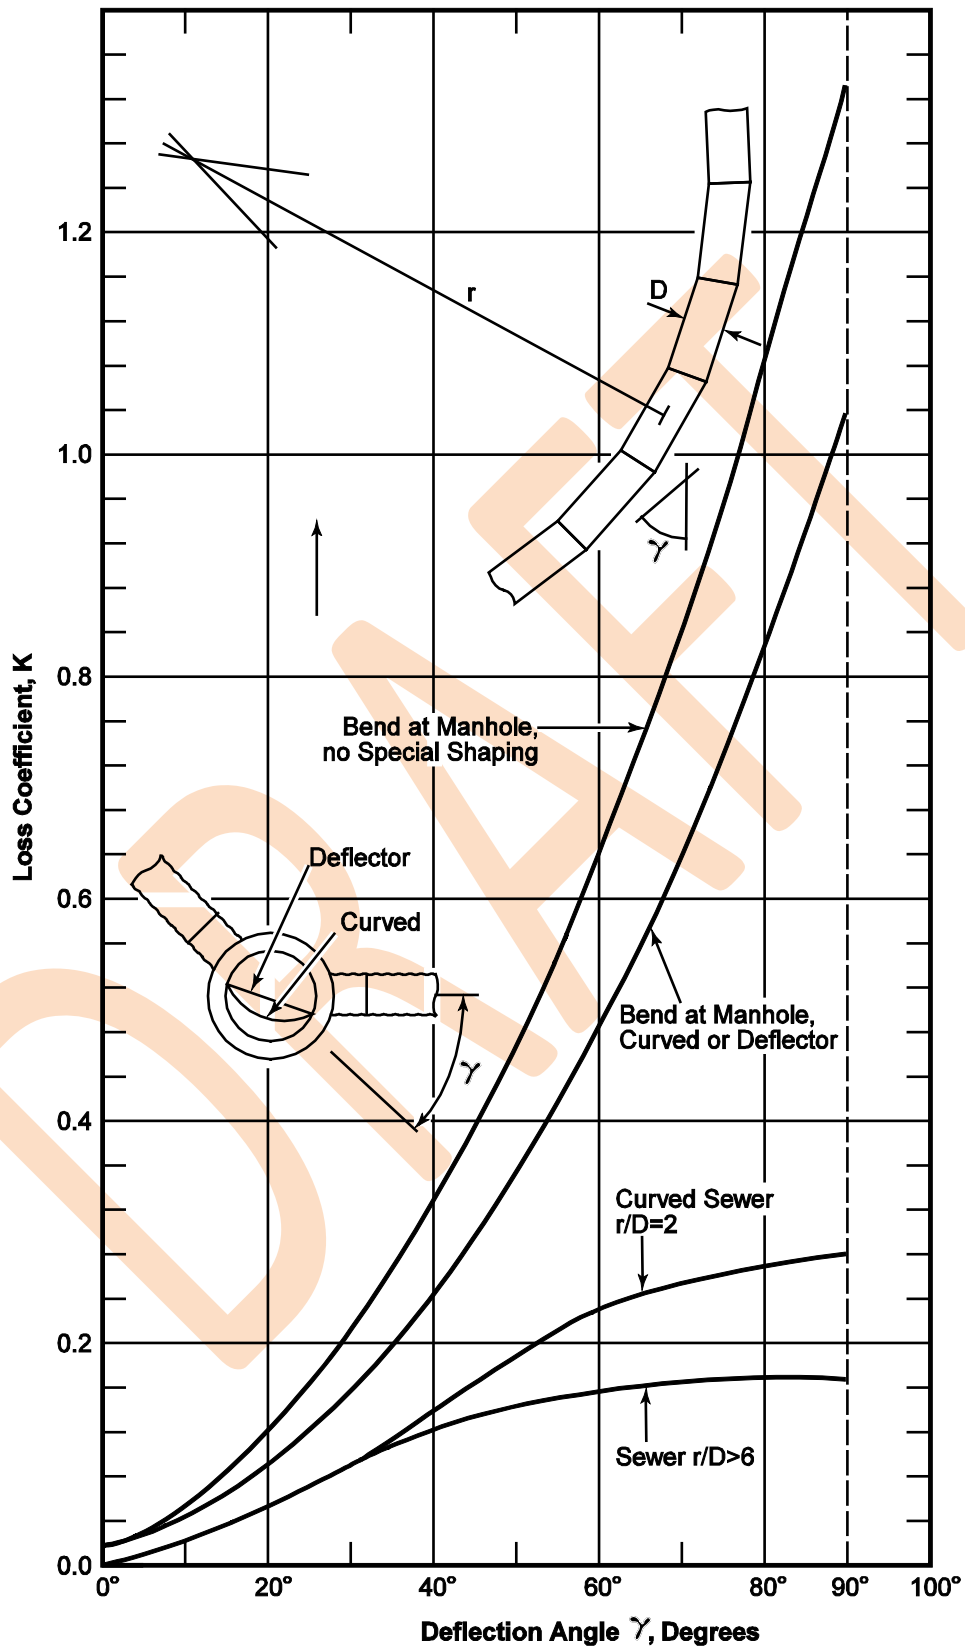 1.2
1.0
0.8
0.6
0.4
0.2
0.0
Loss Coefficient, K
r
D
γ
Bend at Manhole,
no Special Shaping
Deflector
Curved
γ
Bend at Manhole,
Curved or Deflector
Curved Sewer
r/D=2
Sewer r/D>6
0° 20° 40° 60° 80° 90° 100°
Deflection Angle γ, Degrees
DRAFT